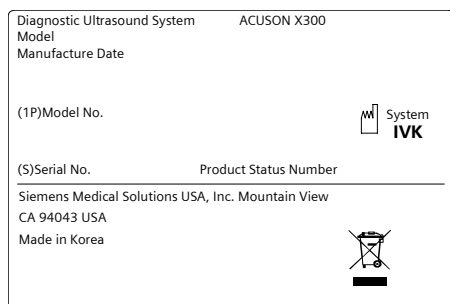 Diagnostic Ultrasound System ACUSON X300
Model
Manufacture Date
(1P)Model No.
System
IVK
(S)Serial No. Product Status Number
Siemens Medical Solutions USA, Inc. Mountain View
CA 94043 USA
Made in Korea